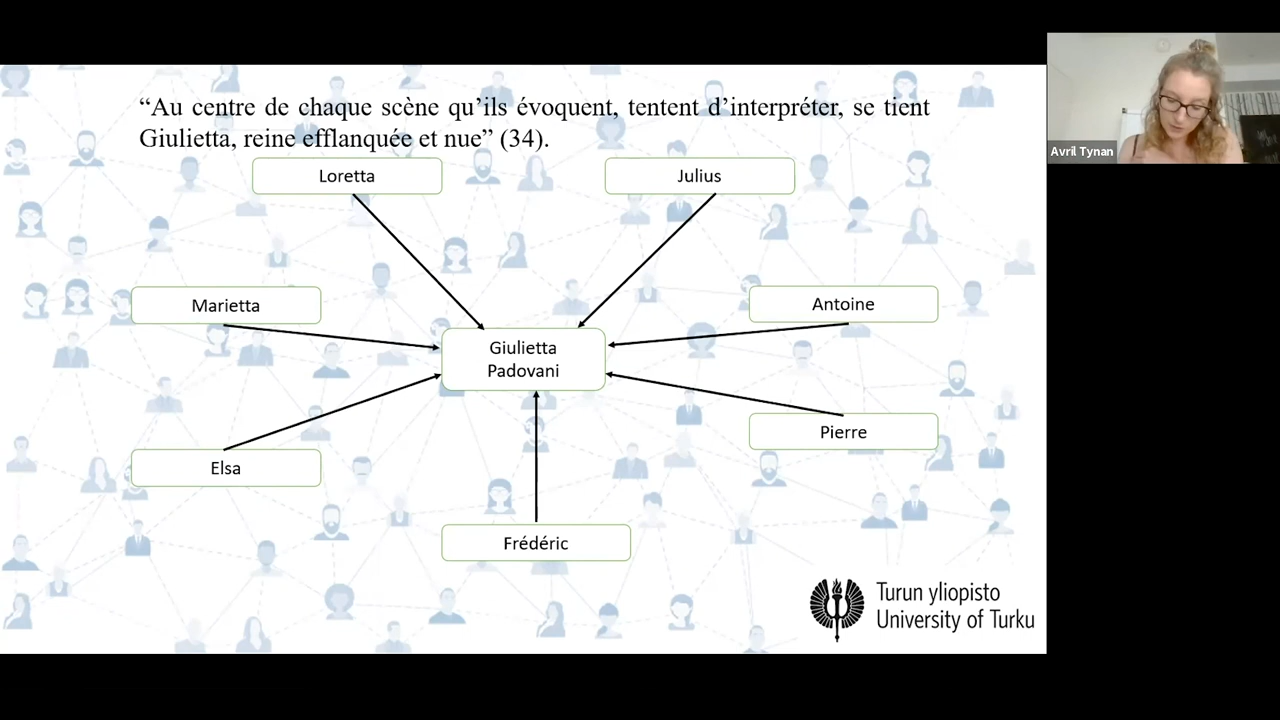 “Au centre de chaque scène qu’ils évoquent, tentent d’interpréter, se tient
Giulietta, reine efflanquée et nue” (34).
Loretta
Julius
Marietta
Antoine
Giulietta
Padovani
Pierre
Elsa
Frédéric
Turun yliopisto
University of Turku
Avril Tynan